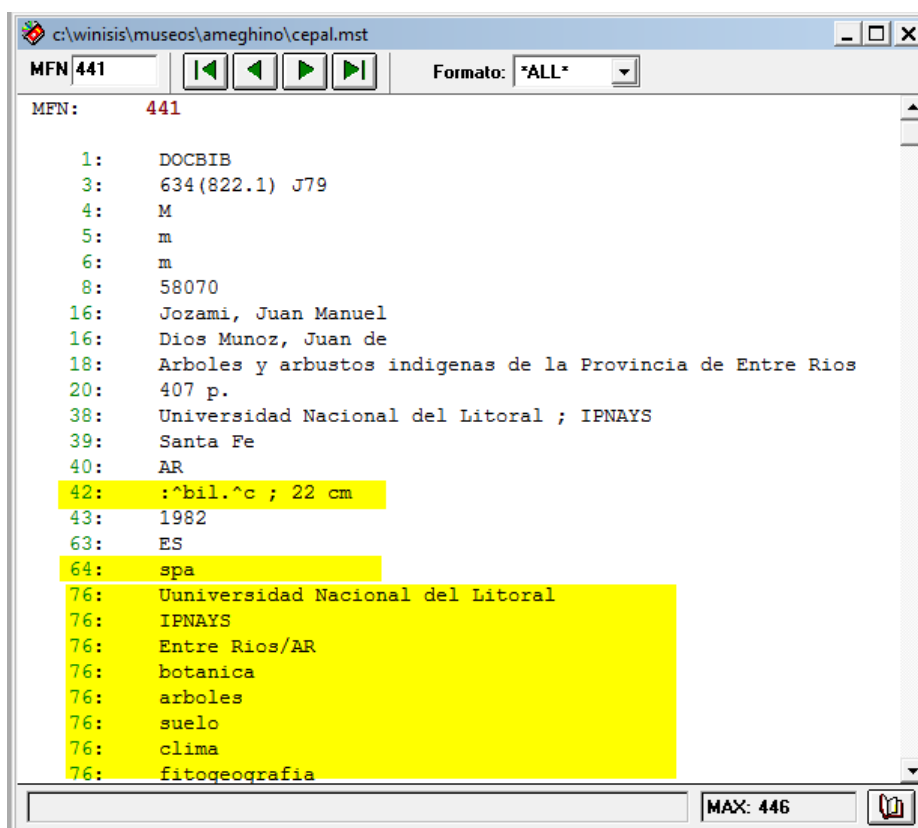 c:\winisis\museos\ameghino\cepal.mst
MFN 441 Formato: *ALL*
MFN: 441
1: DOCBIB
3: 634(822.1) J79
4: M
5: m
6: m
8: 58070
16: Jozami, Juan Manuel
16: Dios Munoz, Juan de
18: Arboles y arbustos indigenas de la Provincia de Entre Rios
20: 407 p.
38: Universidad Nacional del Litoral ; IPNAYS
39: Santa Fe
40: AR
42: :^bil.^c ; 22 cm
43: 1982
63: ES
64: spa
76: Uuniversidad Nacional del Litoral
76: IPNAYS
76: Entre Rios/AR
76: botanica
76: arboles
76: suelo
76: clima
76: fitogeografia
MAX: 446